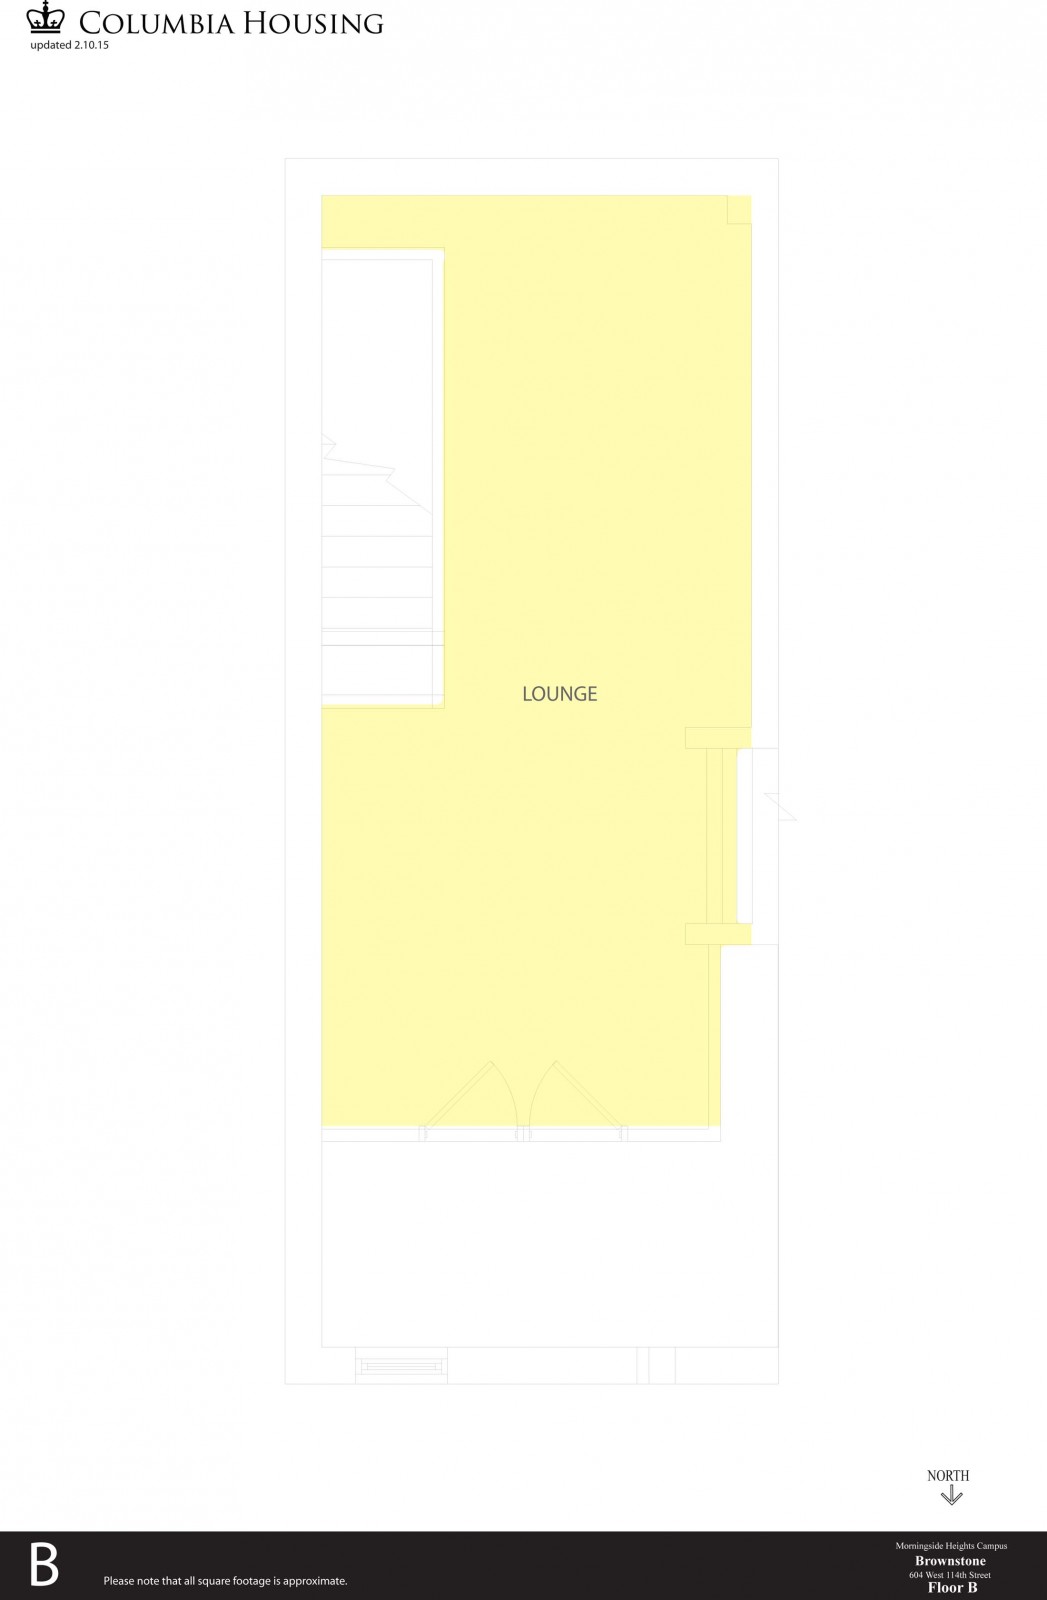 COLUMBIA HOUSING
updated 2.10.15
LOUNGE
NORTH
B
Please note that all square footage is approximate.
Morningside Heights Campus
Brownstone
604 West 114th Street
Floor B